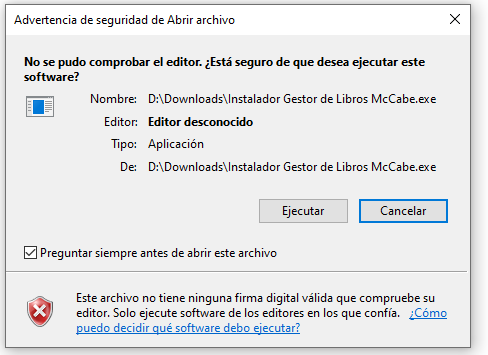 Advertencia de seguridad de Abrir archivo
No se pudo comprobar el editor. ¿Está seguro de que desea ejecutar este
software?
Nombre: D:\Downloads\Instalador Gestor de Libros McCabe.exe
Editor: Editor desconocido
Tipo: Aplicación
De: D:\Downloads\Instalador Gestor de Libros McCabe.exe
Ejecutar Cancelar
Preguntar siempre antes de abrir este archivo
Este archivo no tiene ninguna firma digital válida que compruebe su
editor. Solo ejecute software de los editores en los que confía. ¿Cómo
puedo decidir qué software debo ejecutar?